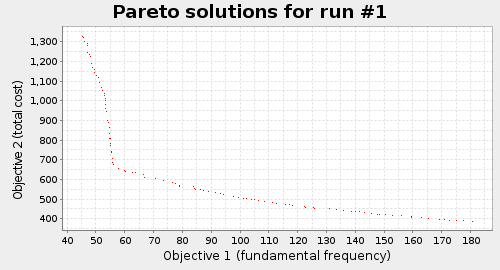 Pareto solutions for run #1
Objective 2 (total cost)
1,300
1,200
1,100
1,000
900
800
700
600
500
400
40 50 60 70 80 90 100 110 120 130 140 150 160 170 180
Objective 1 (fundamental frequency)